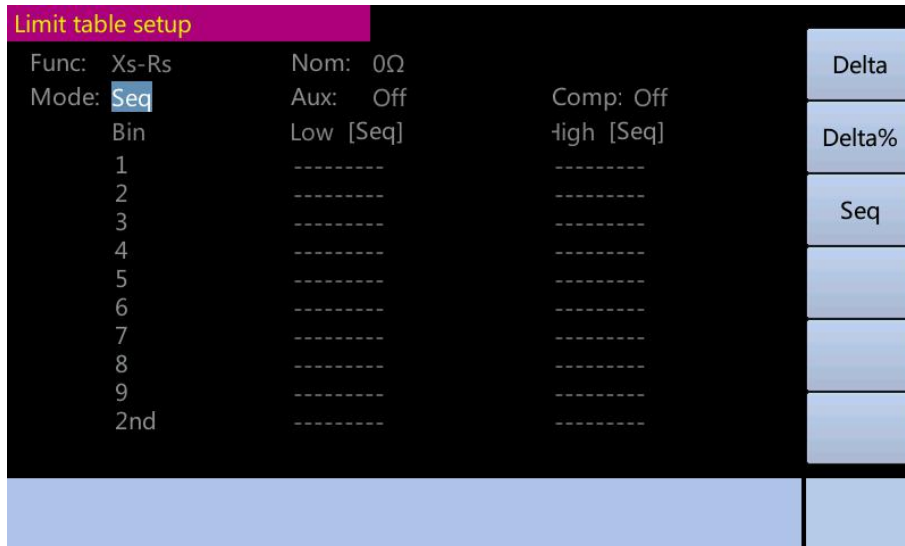 Limit table setup
Func: Xs-Rs Nom: 0Ω
Mode: Seq Aux: Off Comp: Off
Bin Low [Seq] High [Seq]
1 --------- ---------
2 --------- ---------
3 --------- ---------
4 --------- ---------
5 --------- ---------
6 --------- ---------
7 --------- ---------
8 --------- ---------
9 --------- ---------
2nd --------- ---------
Delta
Delta%
Seq